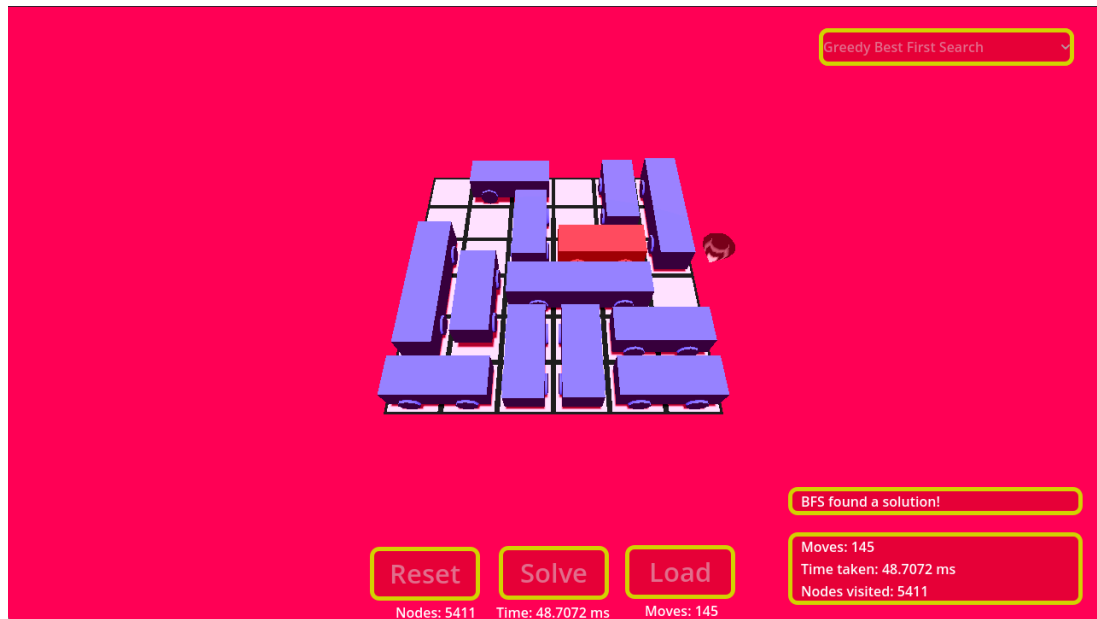 Greedy Best First Search
BFS found a solution!
Moves: 145
Time taken: 48.7072 ms
Nodes visited: 5411
Reset
Solve
Load
Nodes: 5411
Time: 48.7072 ms
Moves: 145